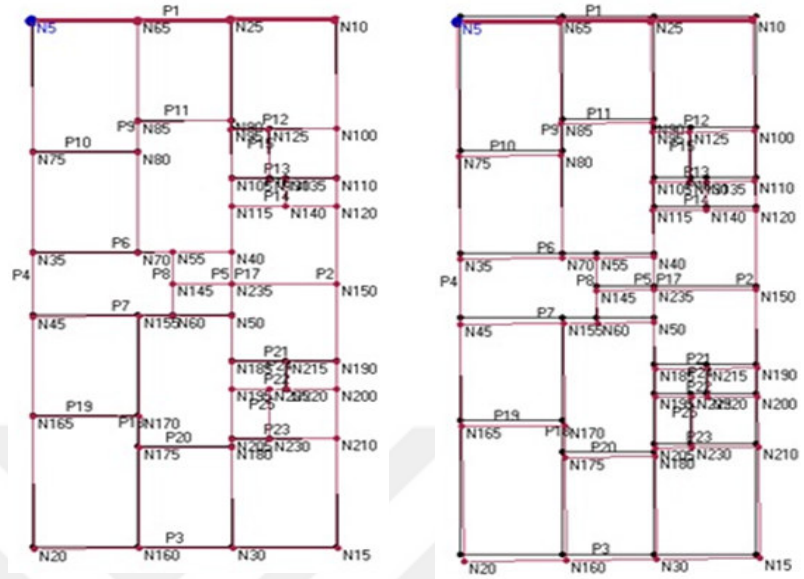 P1
N5 N65 N25 N10
P11 P12
P9 N85 N125 N100
P10
N75 N80
P13
N110
P14
N115 N140 N120
P6
N35 N70 N55 N40
P4 P8 P5 P17 P2
N145 N235 N150
P7
N45 N155 N60 N50
P21
N215 N190
N200
P19
N165 N170
P20 P23
N175 N180 N230 N210
P3
N20 N160 N30 N15
P1
N5 N65 N25 N10
P11 P12
P9 N85 N125 N100
P10
N75 N80
P13
N110
P14
N115 N140 N120
P6
N35 N70 N55 N40
P4 P8 P5 P17 P2
N145 N235 N150
P7
N45 N155 N60 N50
P21
N215 N190
N200
P19
N165 N170
P20 P23
N175 N180 N230 N210
P3
N20 N160 N30 N15